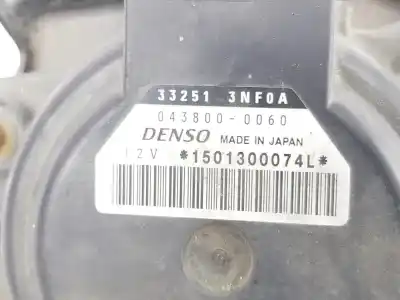 33251 3NF0A
043800-0060
DENSO MADE IN JAPAN
12V *1501300074L*